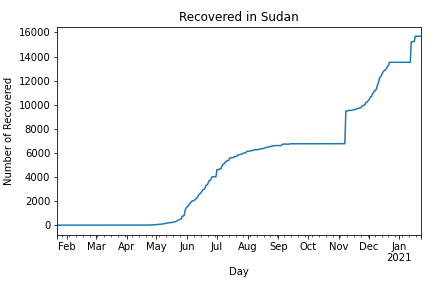 Recovered in Sudan
16000
14000
12000
10000
8000
6000
4000
2000
0
Number of Recovered
Feb Mar Apr May Jun Jul Aug Sep Oct Nov Dec Jan
2021
Day